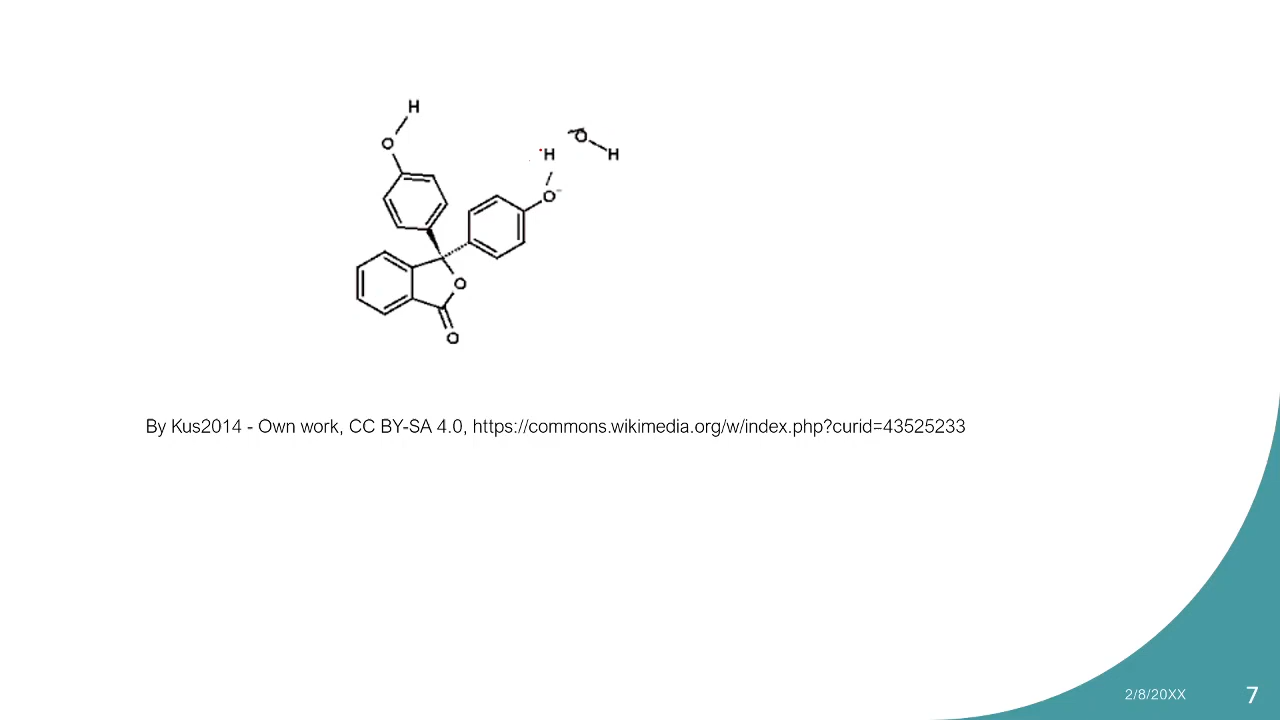 H
O
H
O
H
O⁻
O
O
By Kus2014 - Own work, CC BY-SA 4.0, https://commons.wikimedia.org/w/index.php?curid=43525233
2/8/20XX
7